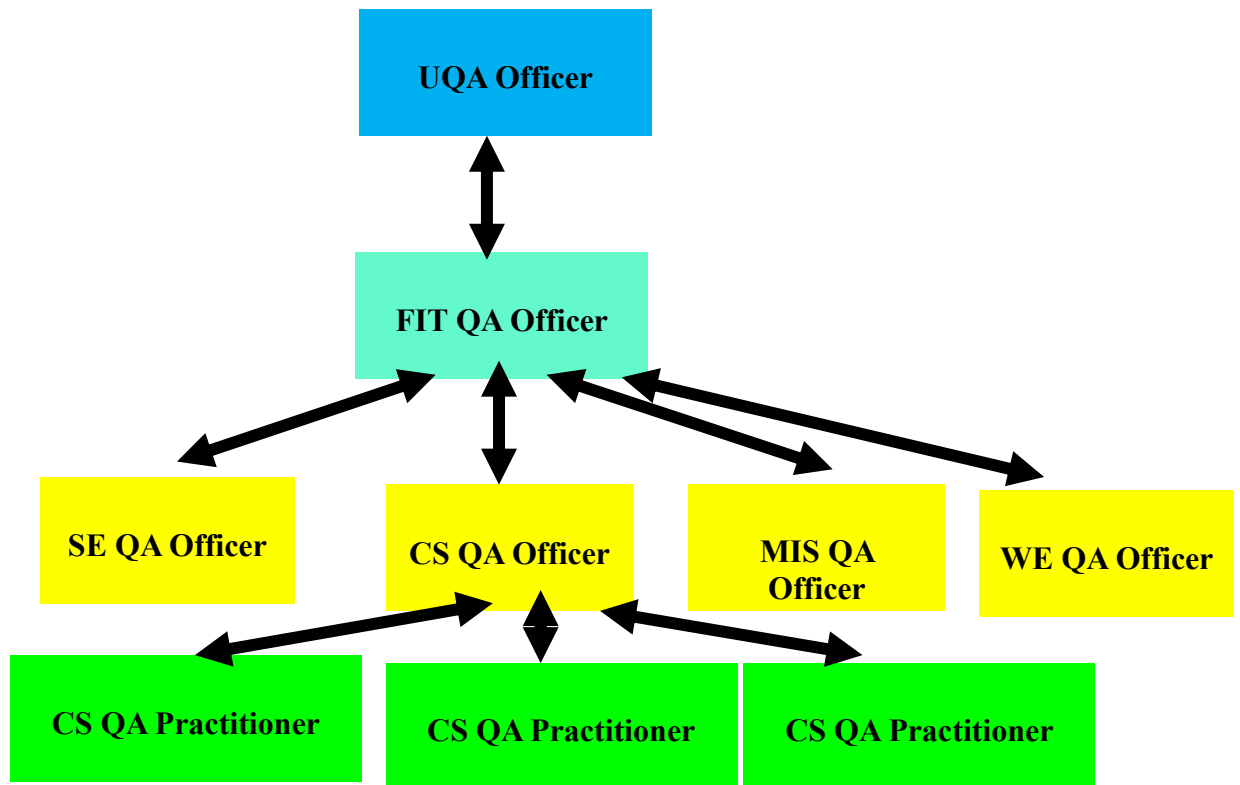 UQA Officer
FIT QA Officer
SE QA Officer
CS QA Officer
MIS QA
Officer
WE QA Officer
CS QA Practitioner
CS QA Practitioner
CS QA Practitioner